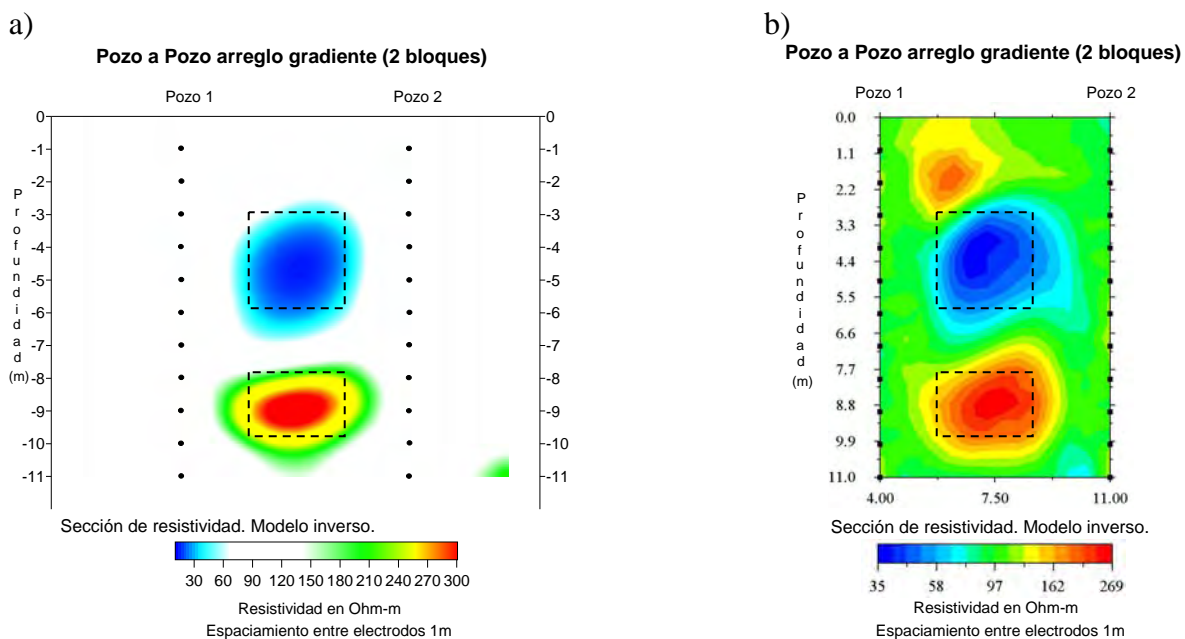 a)
Pozo a Pozo arreglo gradiente (2 bloques)
Pozo 1
Pozo 2
0
-1
-2
-3
-4
-5
-6
-7
-8
-9
-10
-11
Profundidad
(m)
0
-1
-2
-3
-4
-5
-6
-7
-8
-9
-10
-11
Sección de resistividad. Modelo inverso.
30 60 90 120 150 180 210 240 270 300
Resistividad en Ohm-m
Espaciamiento entre electrodos 1m
b)
Pozo a Pozo arreglo gradiente (2 bloques)
Pozo 1
Pozo 2
Profundidad
(m)
0.0
1.1
2.2
3.3
4.4
5.5
6.6
7.7
8.8
9.9
11.0
4.00 7.50 11.00
Sección de resistividad. Modelo inverso.
35 58 97 162 269
Resistividad en Ohm-m
Espaciamiento entre electrodos 1m